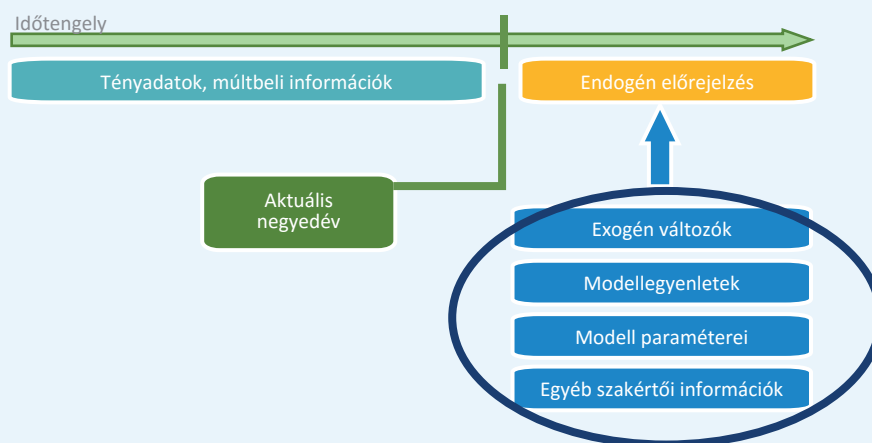 Időtengely
Tényadatok, múltbeli információk
Endogén előrejelzés
Aktuális
negyedév
Exogén változók
Modellegyenletek
Modell paraméterei
Egyéb szakértői információk